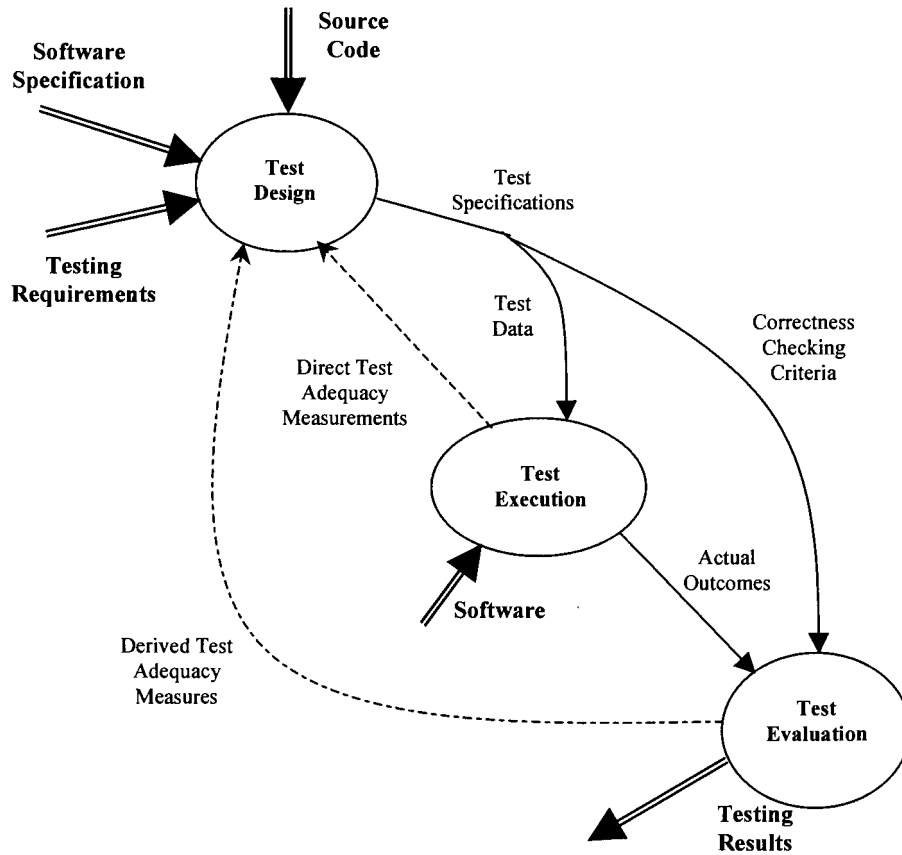 Source
Code
Software
Specification
Test
Design
Test
Specifications
Testing
Requirements
Test
Data
Correctness
Checking
Criteria
Direct Test
Adequacy
Measurements
Test
Execution
Actual
Outcomes
Software
Derived Test
Adequacy
Measures
Test
Evaluation
Testing
Results